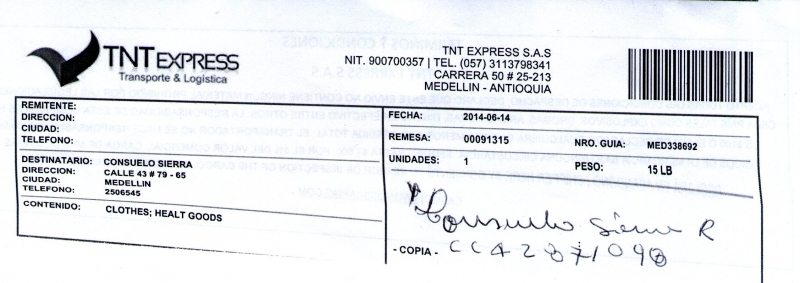 TNT EXPRESS
Transporte & Logística
TNT EXPRESS S.A.S
NIT. 900700357 | TEL. (057) 3113798341
CARRERA 50 # 25-213
MEDELLIN - ANTIOQUIA
REMITENTE:
DIRECCION:
CIUDAD:
TELEFONO:
DESTINATARIO: CONSUELO SIERRA
DIRECCION: CALLE 43 # 79 - 65
CIUDAD: MEDELLIN
TELEFONO: 2506545
CONTENIDO: CLOTHES; HEALT GOODS
FECHA: 2014-06-14
REMESA: 00091315 NRO. GUIA: MED338692
UNIDADES: 1 PESO: 15 LB
Consuelo Sierra R
- COPIA -